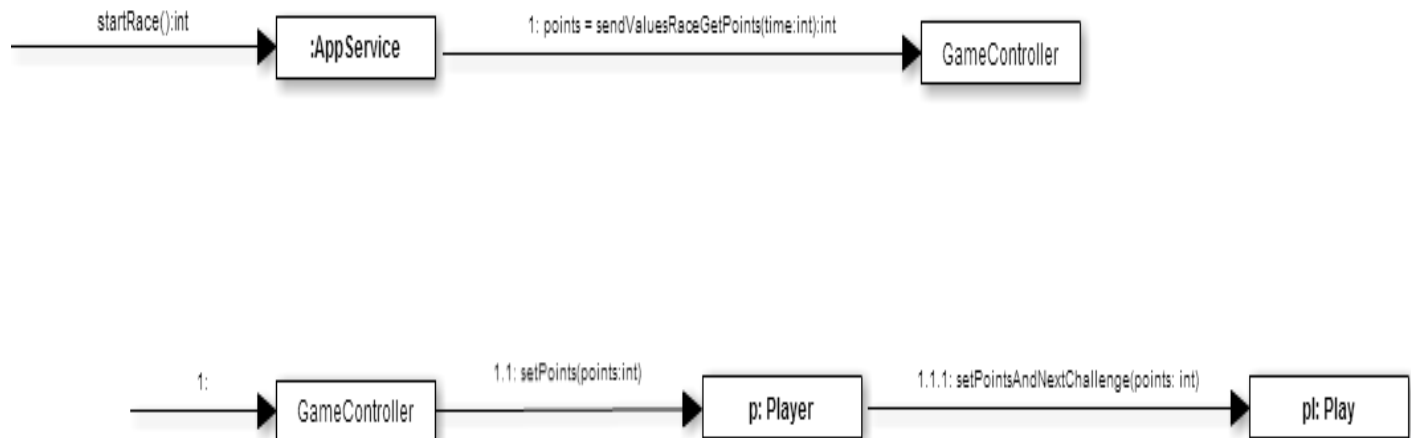 startRace():int
:AppService
1: points = sendValuesRaceGetPoints(time:int):int
GameController
1:
GameController
1.1: setPoints(points:int)
p: Player
1.1.1: setPointsAndNextChallenge(points: int)
pl: Play